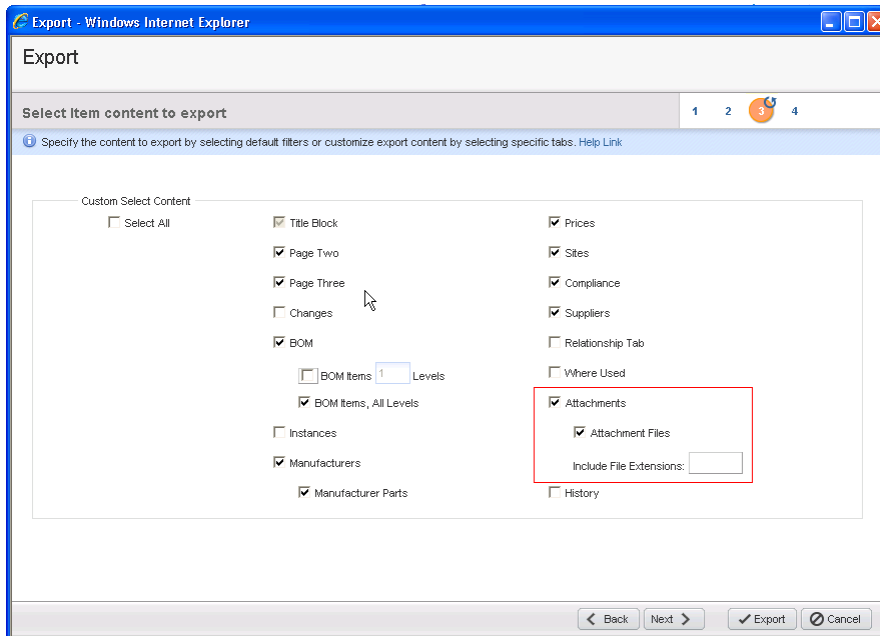 Export - Windows Internet Explorer
Export
Select item content to export
1 2 3 4
Specify the content to export by selecting default filters or customize export content by selecting specific tabs. Help Link
Custom Select Content
Select All
Title Block
Page Two
Page Three
Changes
BOM
BOM Items 1 Levels
BOM Items, All Levels
Instances
Manufacturers
Manufacturer Parts
Prices
Sites
Compliance
Suppliers
Relationship Tab
Where Used
Attachments
Attachment Files
Include File Extensions:
History
Back Next Export Cancel